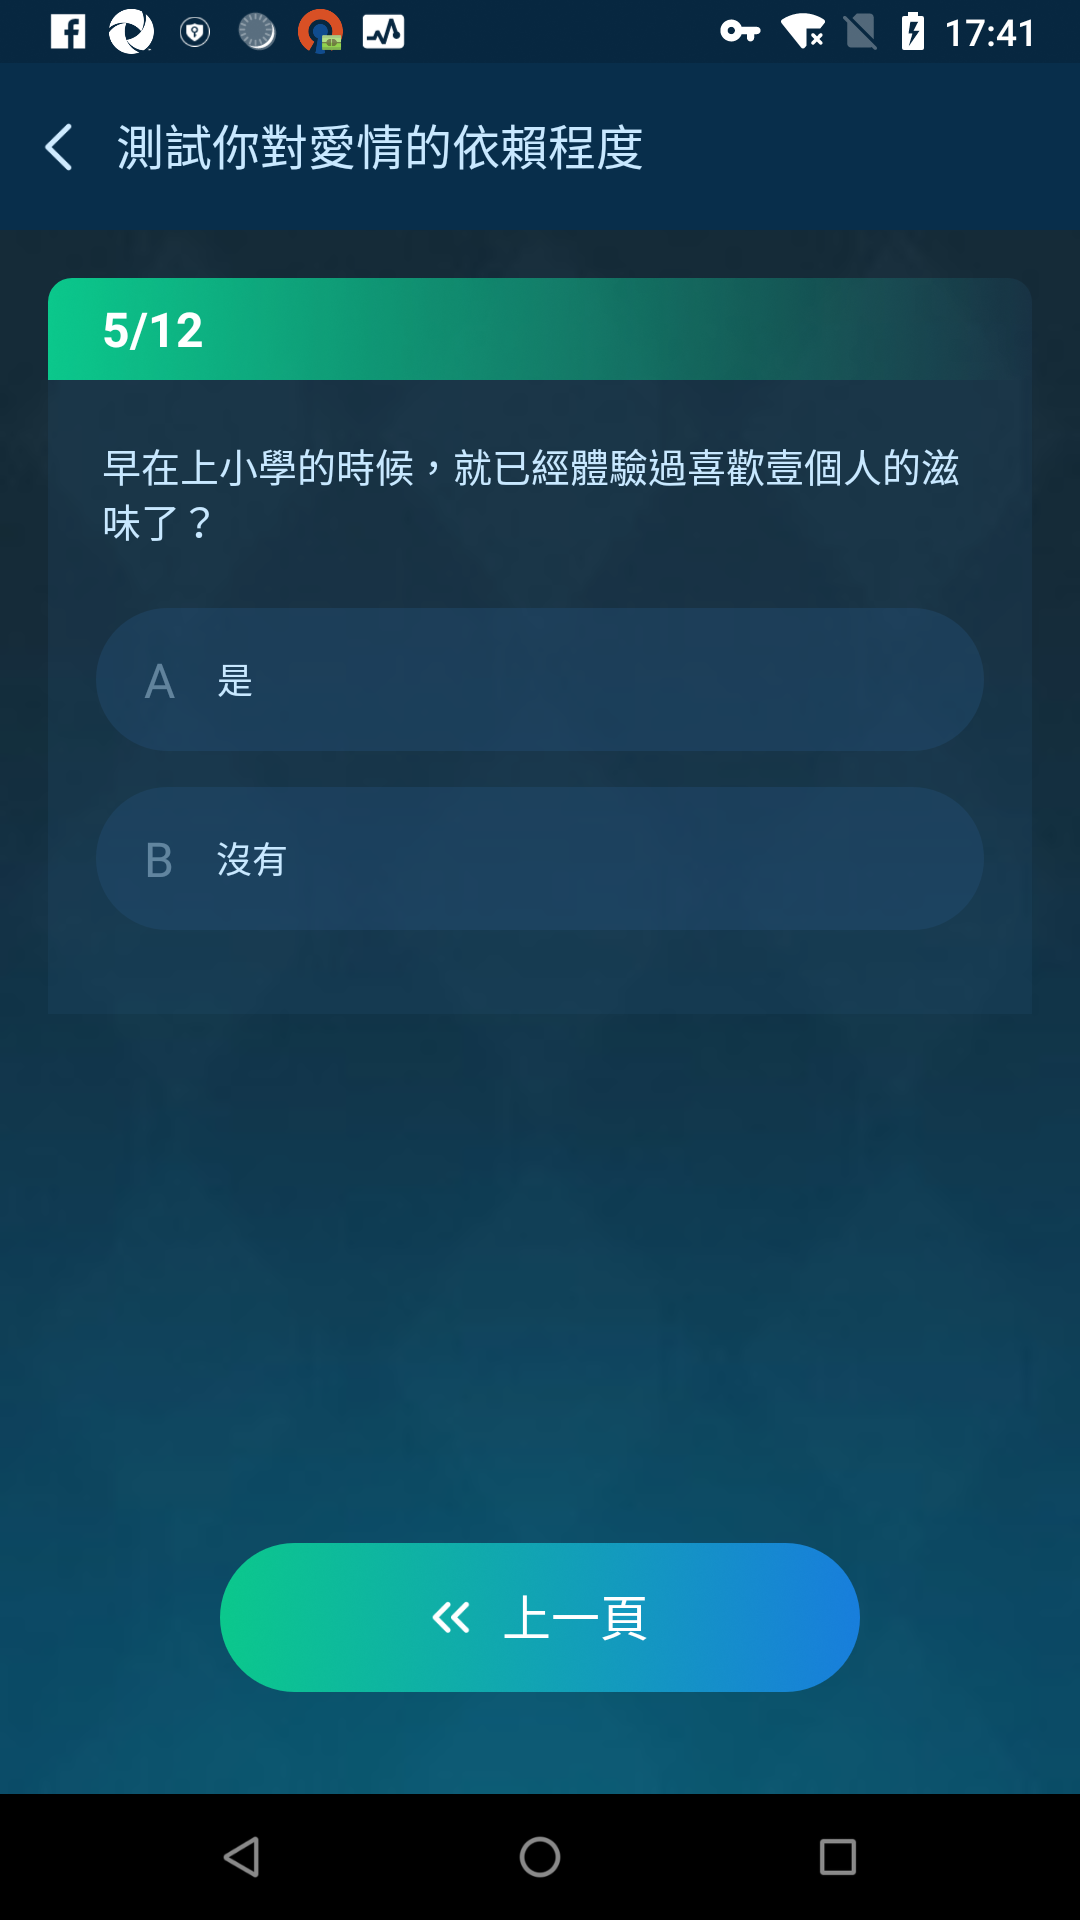 17:41
測試你對愛情的依賴程度
5/12
早在上小學的時候，就已經體驗過喜歡壹個人的滋
味了？
A 是
B 沒有
上一頁